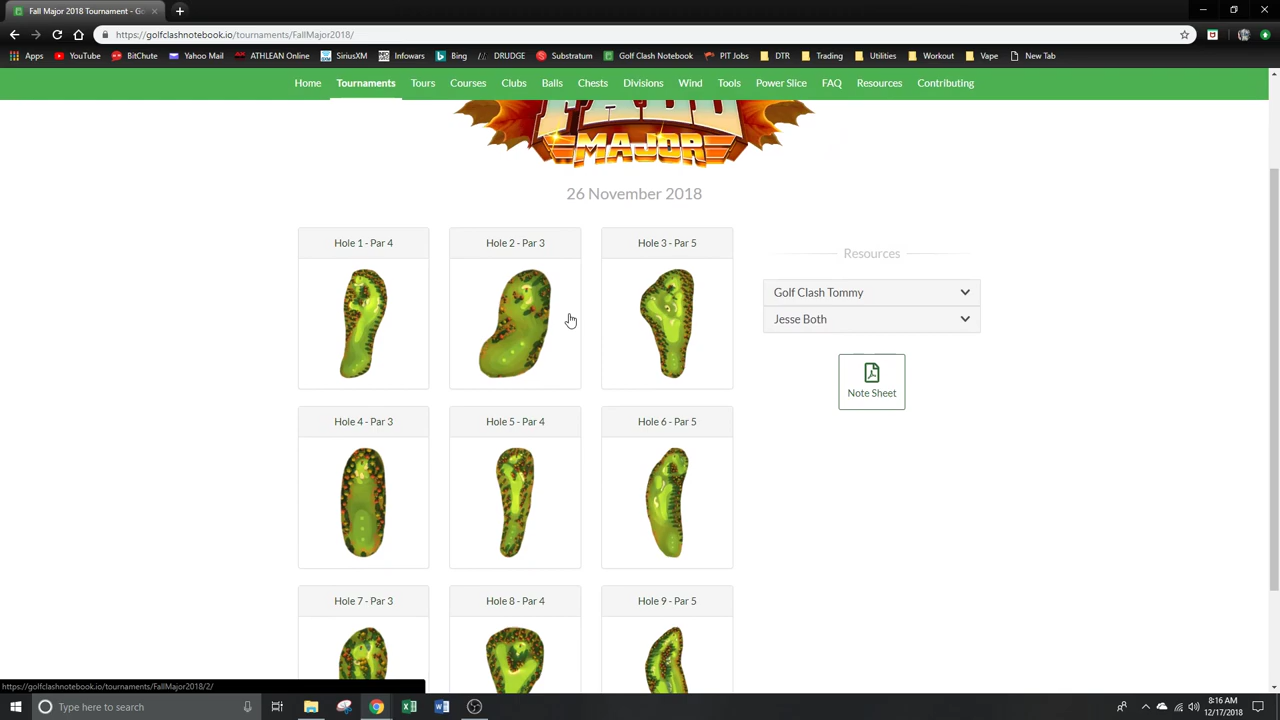 Fall Major 2018 Tournament - Go
https://golfclashnotebook.io/tournaments/FallMajor2018/
Apps YouTube BitChute Yahoo Mail ATHLEAN Online SiriusXM Infowars Bing DRUDGE Substratum Golf Clash Notebook PIT Jobs DTR Trading Utilities Workout Vape New Tab
Home Tournaments Tours Courses Clubs Balls Chests Divisions Wind Tools Power Slice FAQ Resources Contributing
FALL
MAJOR
26 November 2018
Hole 1 - Par 4 Hole 2 - Par 3 Hole 3 - Par 5
Resources
Golf Clash Tommy
Jesse Both
Note Sheet
Hole 4 - Par 3 Hole 5 - Par 4 Hole 6 - Par 5
Hole 7 - Par 3 Hole 8 - Par 4 Hole 9 - Par 5
https://golfclashnotebook.io/tournaments/FallMajor2018/2/
Type here to search
8:16 AM
12/17/2018